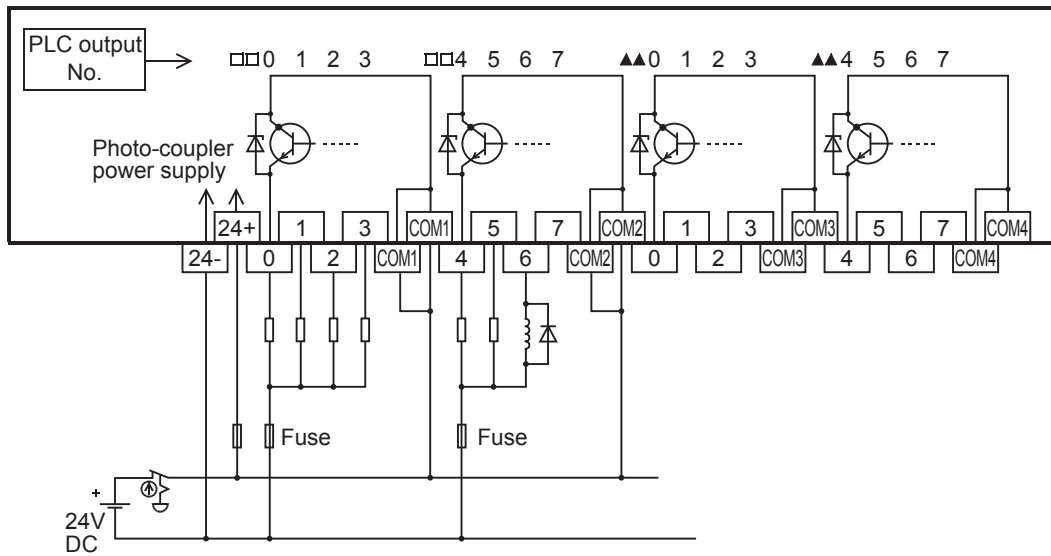 PLC output
No.
□□0 1 2 3 □□4 5 6 7 ▲▲0 1 2 3 ▲▲4 5 6 7
Photo-coupler
power supply
24+ 1 3 COM1 5 7 COM2 1 3 COM3 5 7 COM4
24- 0 2 COM1 4 6 COM2 0 2 COM3 4 6 COM4
Fuse Fuse
+
24V
DC